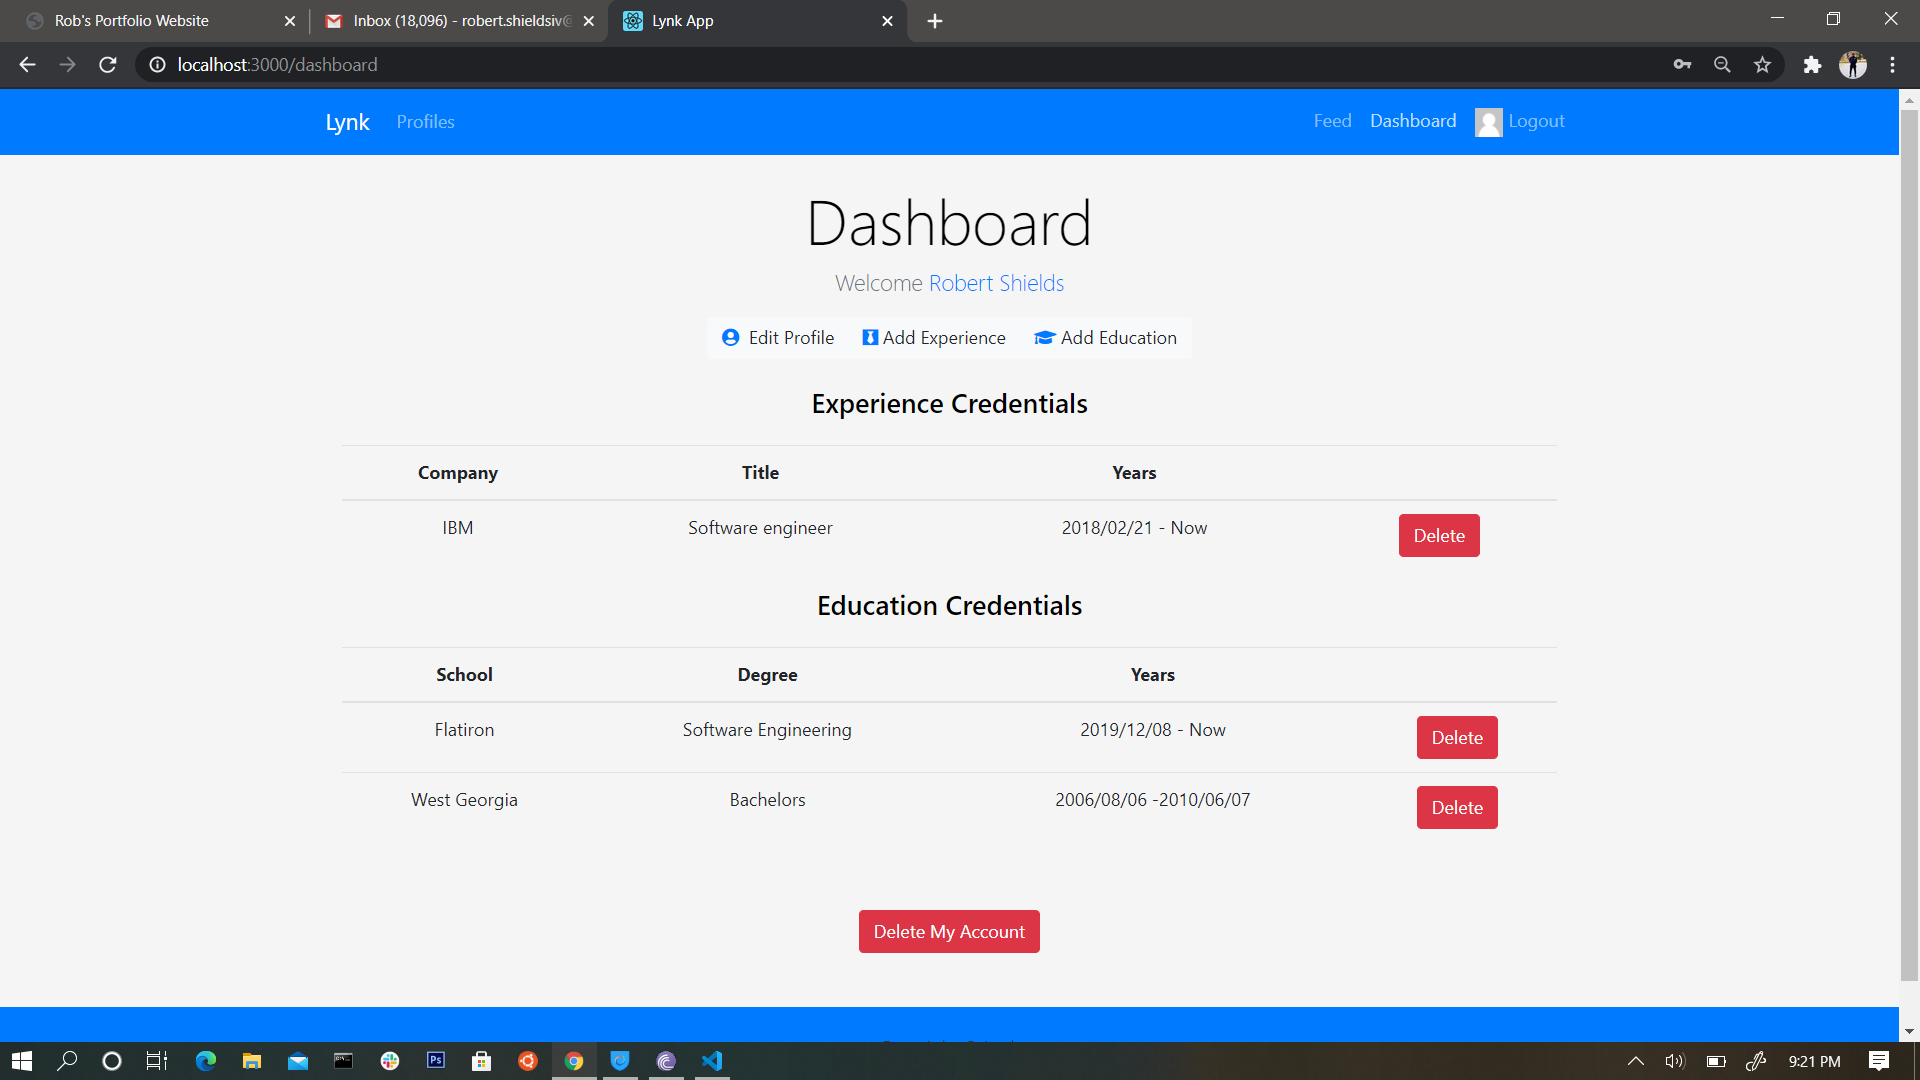 Rob's Portfolio Website
Inbox (18,096) - robert.shieldsiv@
Lynk App
localhost:3000/dashboard
Lynk Profiles Feed Dashboard Logout
Dashboard
Welcome Robert Shields
Edit Profile Add Experience Add Education
Experience Credentials
Company Title Years
IBM Software engineer 2018/02/21 - Now Delete
Education Credentials
School Degree Years
Flatiron Software Engineering 2019/12/08 - Now Delete
West Georgia Bachelors 2006/08/06 -2010/06/07 Delete
Delete My Account
Ps
9:21 PM